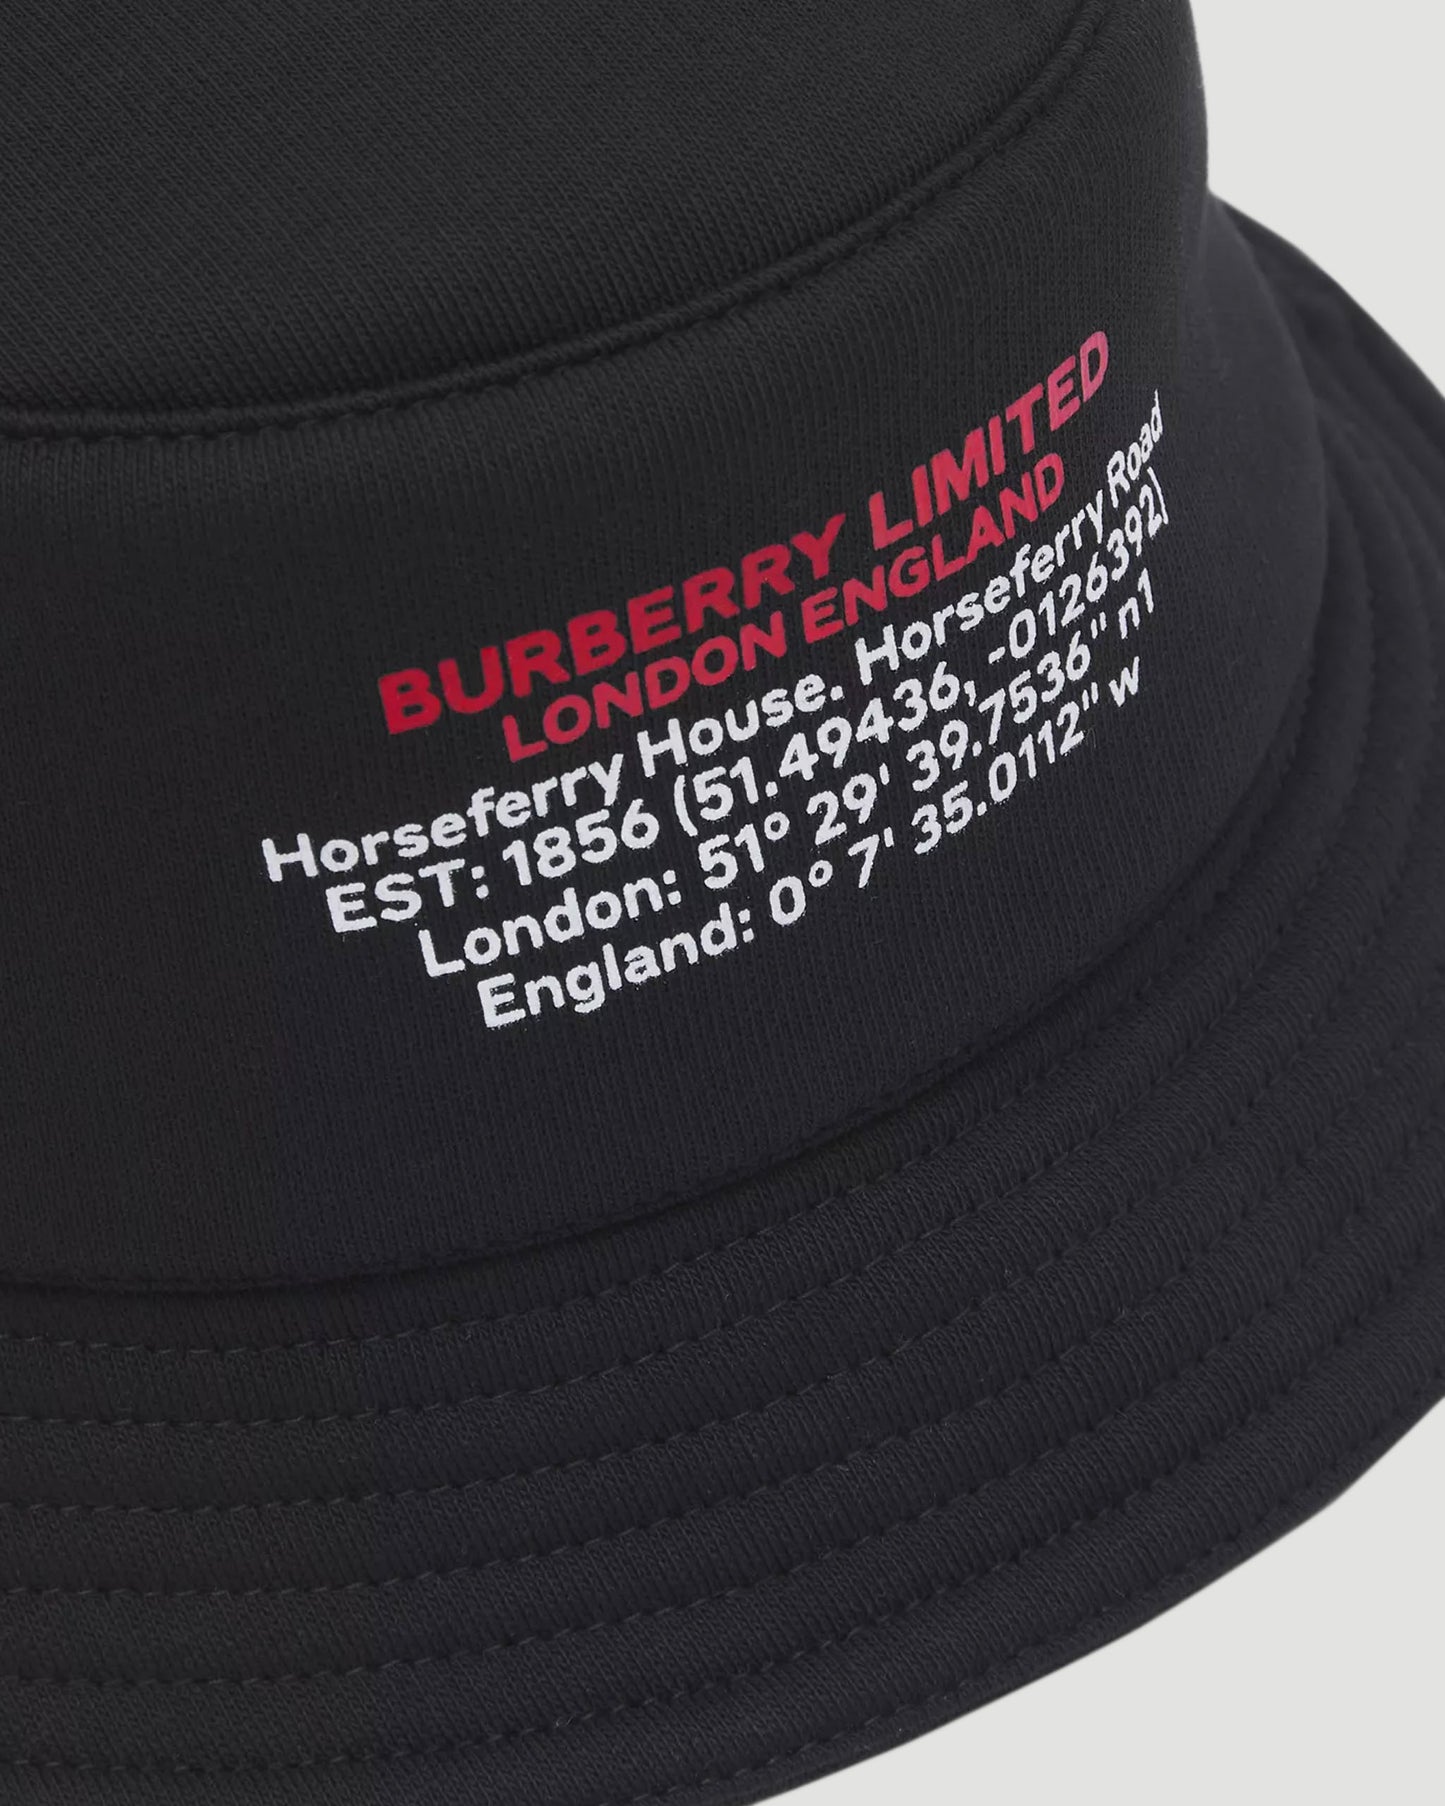 BURBERRY LIMITED
LONDON ENGLAND
Horseferry House. Horseferry Road
EST: 1856 (51.49436, -0126392)
London: 51° 29' 39.7536" n1
England: 0° 7' 35.0112" w